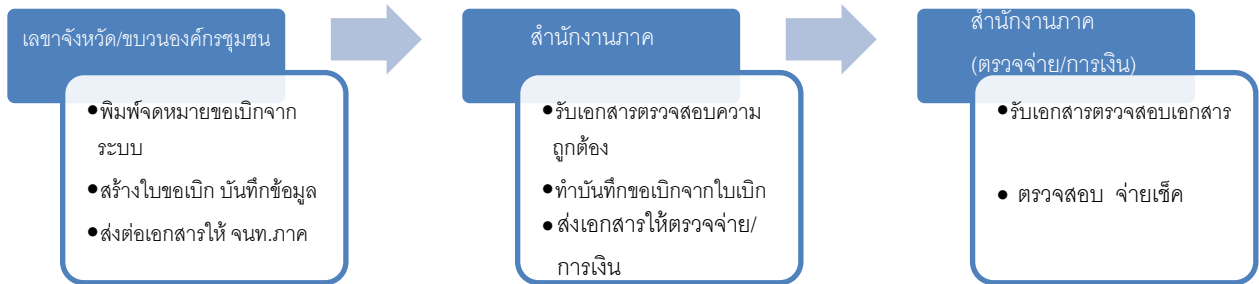 เลขาจังหวัด/ขบวนองค์กรชุมชน
•พิมพ์จดหมายขอเบิกจาก
ระบบ
•สร้างใบขอเบิก บันทึกข้อมูล
•ส่งต่อเอกสารให้ จนท.ภาค
สำนักงานภาค
•รับเอกสารตรวจสอบความ
ถูกต้อง
•ทำบันทึกขอเบิกจากใบเบิก
• ส่งเอกสารให้ตรวจจ่าย/
การเงิน
สำนักงานภาค
(ตรวจจ่าย/การเงิน)
•รับเอกสารตรวจสอบเอกสาร
• ตรวจสอบ จ่ายเช็ค